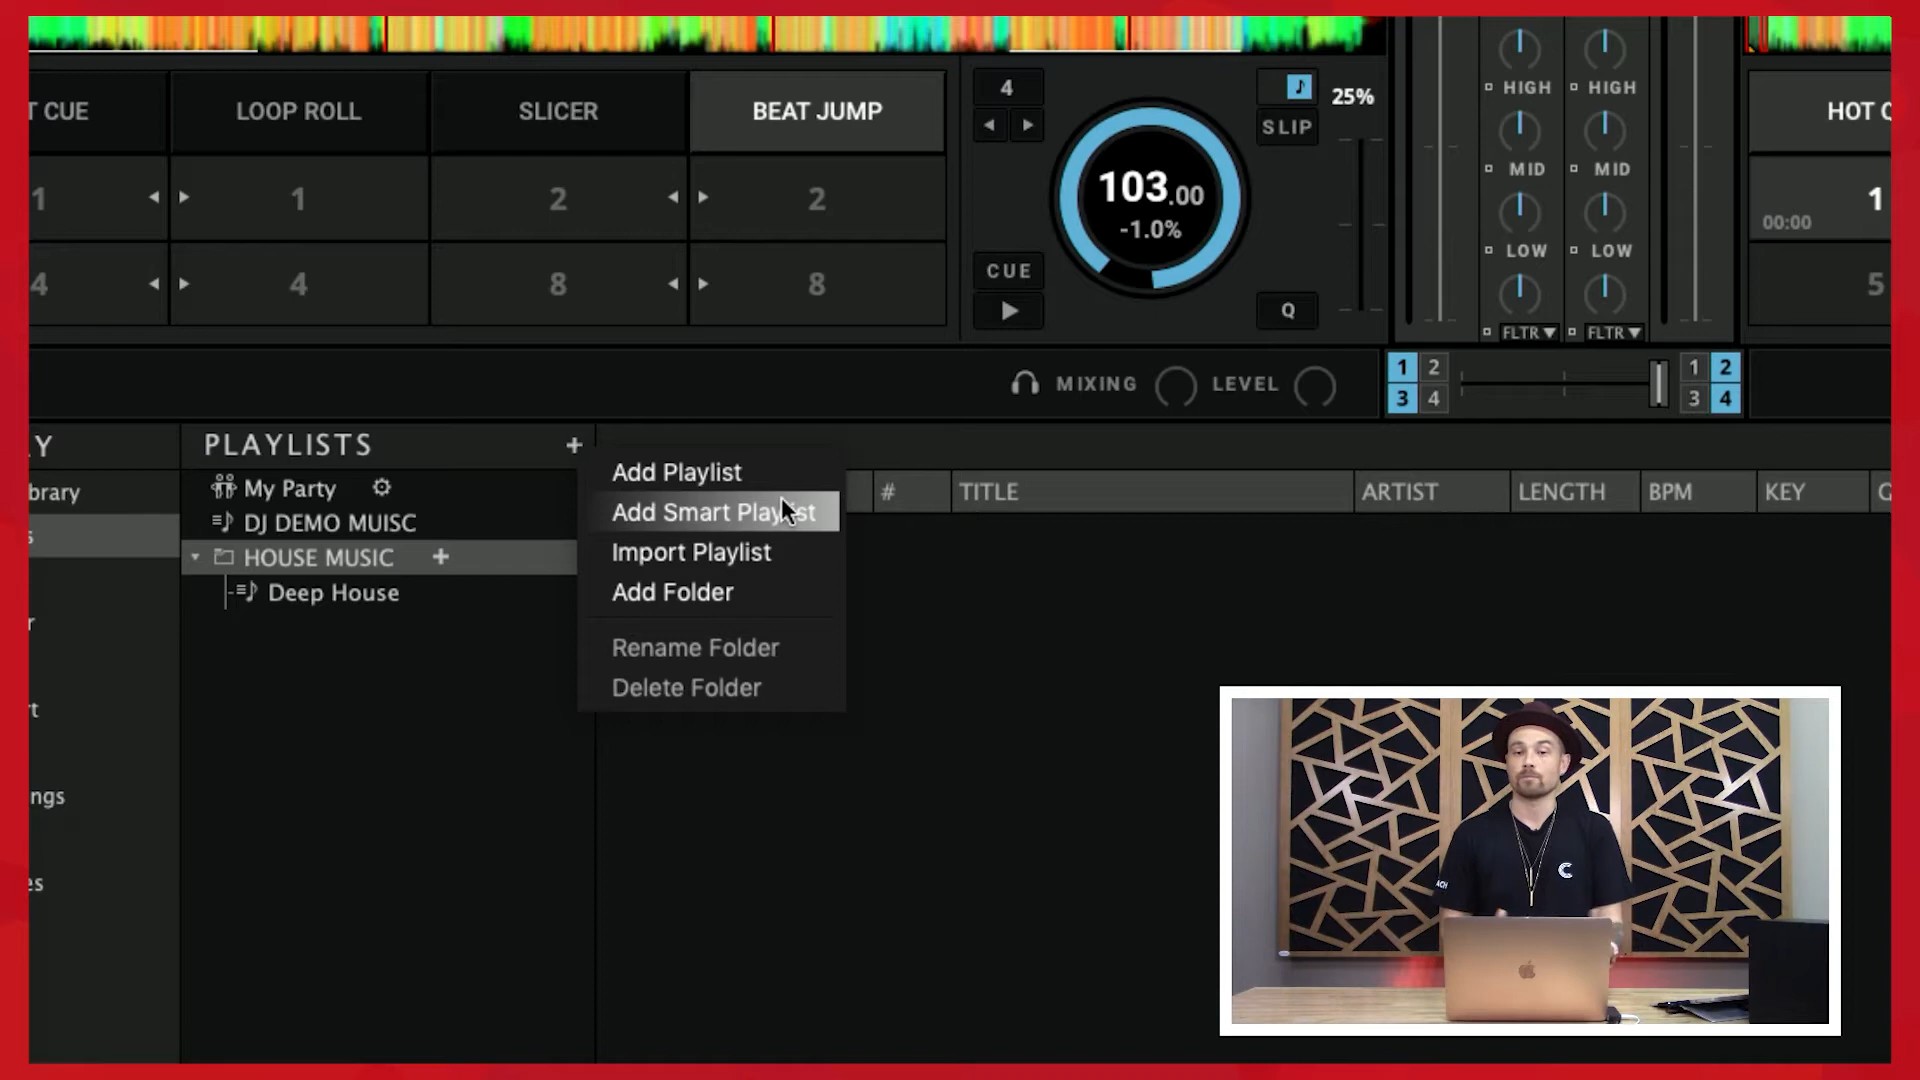 T CUE LOOP ROLL SLICER BEAT JUMP
1 1 2 2
4 4 8 8
4
SLIP
25%
103.00
-1.0%
CUE
Q
HIGH HIGH
MID MID
LOW LOW
FLTR FLTR
HOT C
1
00:00
5
MIXING LEVEL
1 2
3 4
1 2
3 4
Y
brary
s
r
rt
ngs
es
PLAYLISTS +
My Party
DJ DEMO MUISC
HOUSE MUSIC +
Deep House
Add Playlist
Add Smart Playlist
Import Playlist
Add Folder
Rename Folder
Delete Folder
# TITLE ARTIST LENGTH BPM KEY G
C
ACH